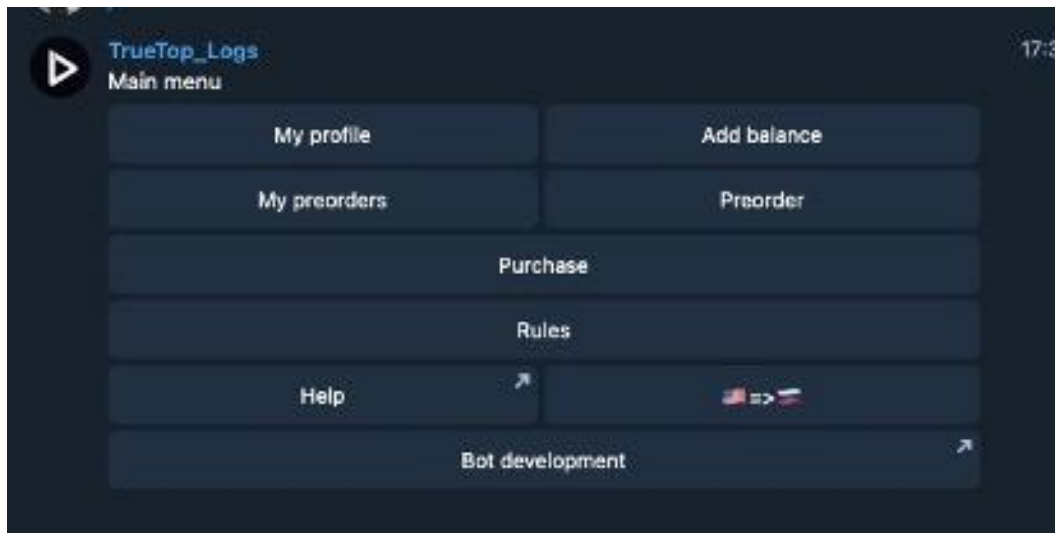 TrueTop_Logs
17:3
Main menu
My profile
Add balance
My preorders
Preorder
Purchase
Rules
Help
=>
Bot development